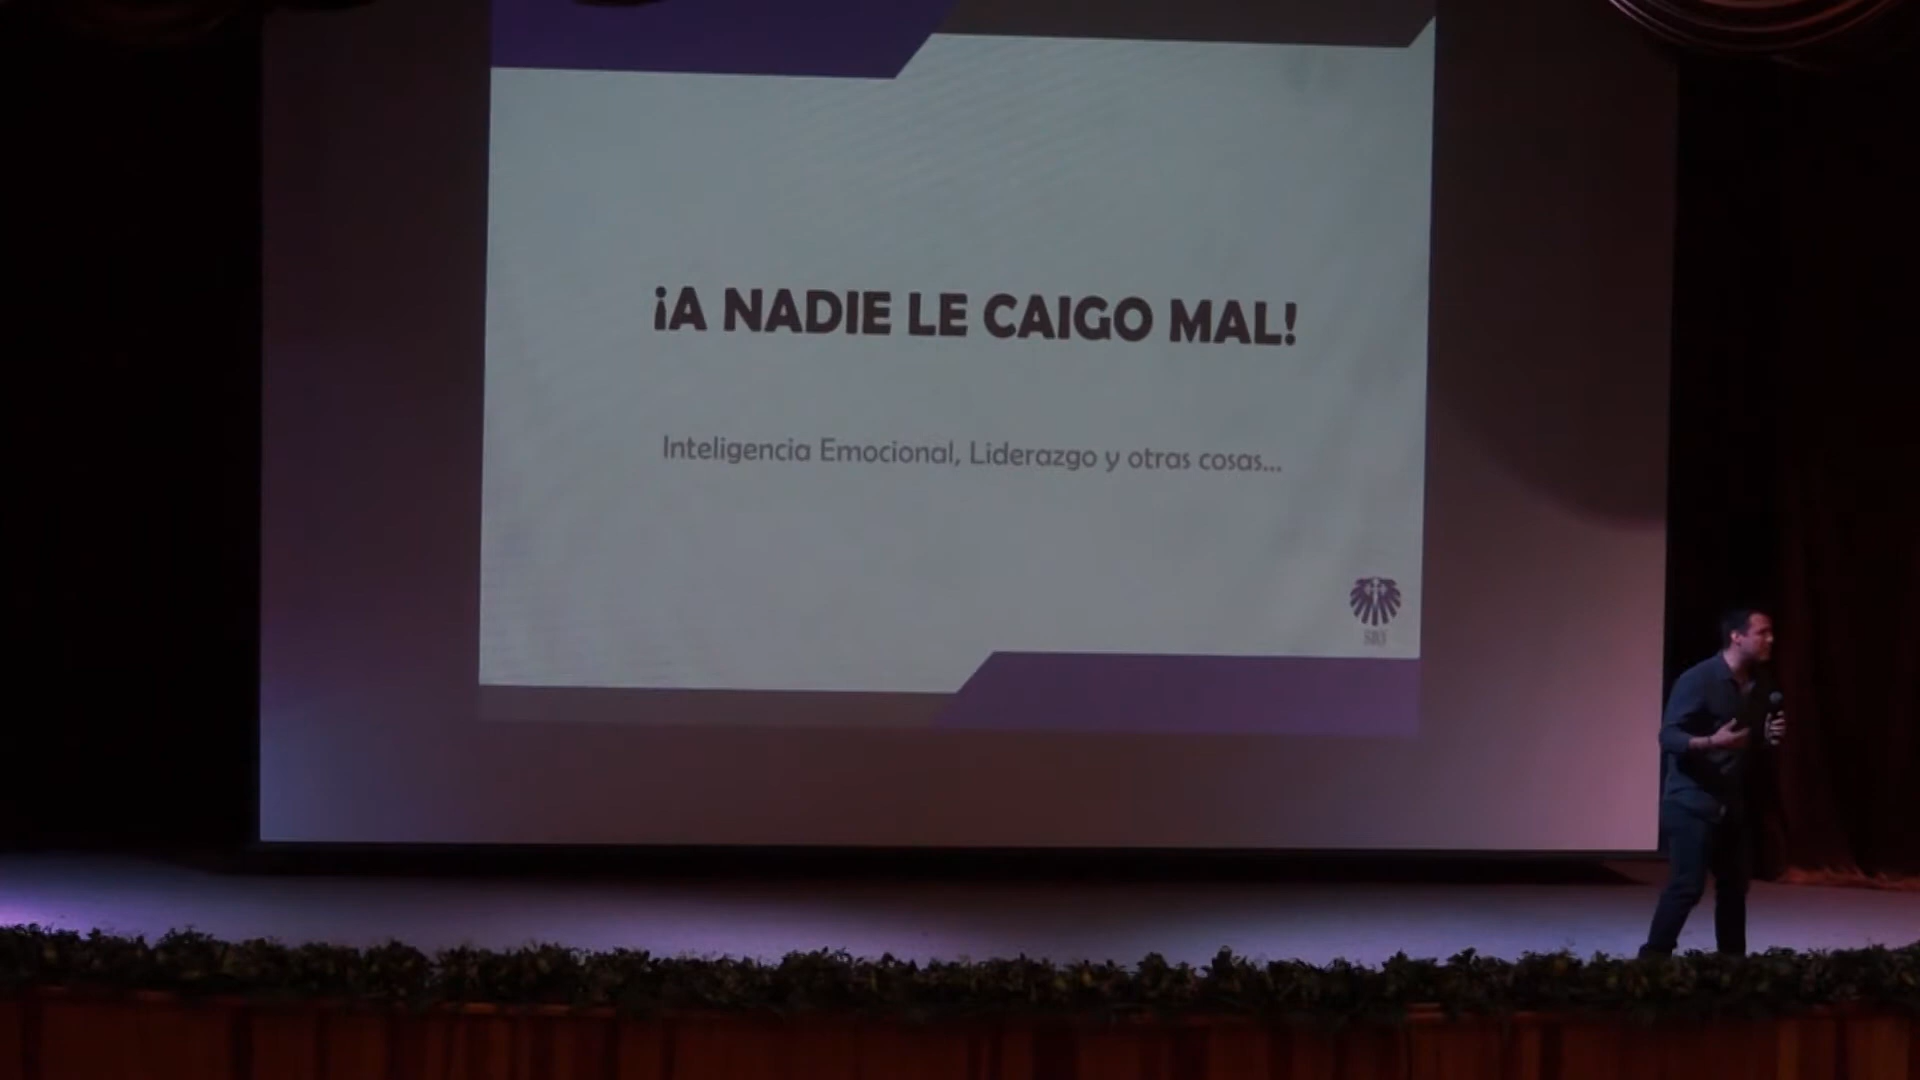 ¡A NADIE LE CAIGO MAL!
Inteligencia Emocional, Liderazgo y otras cosas...